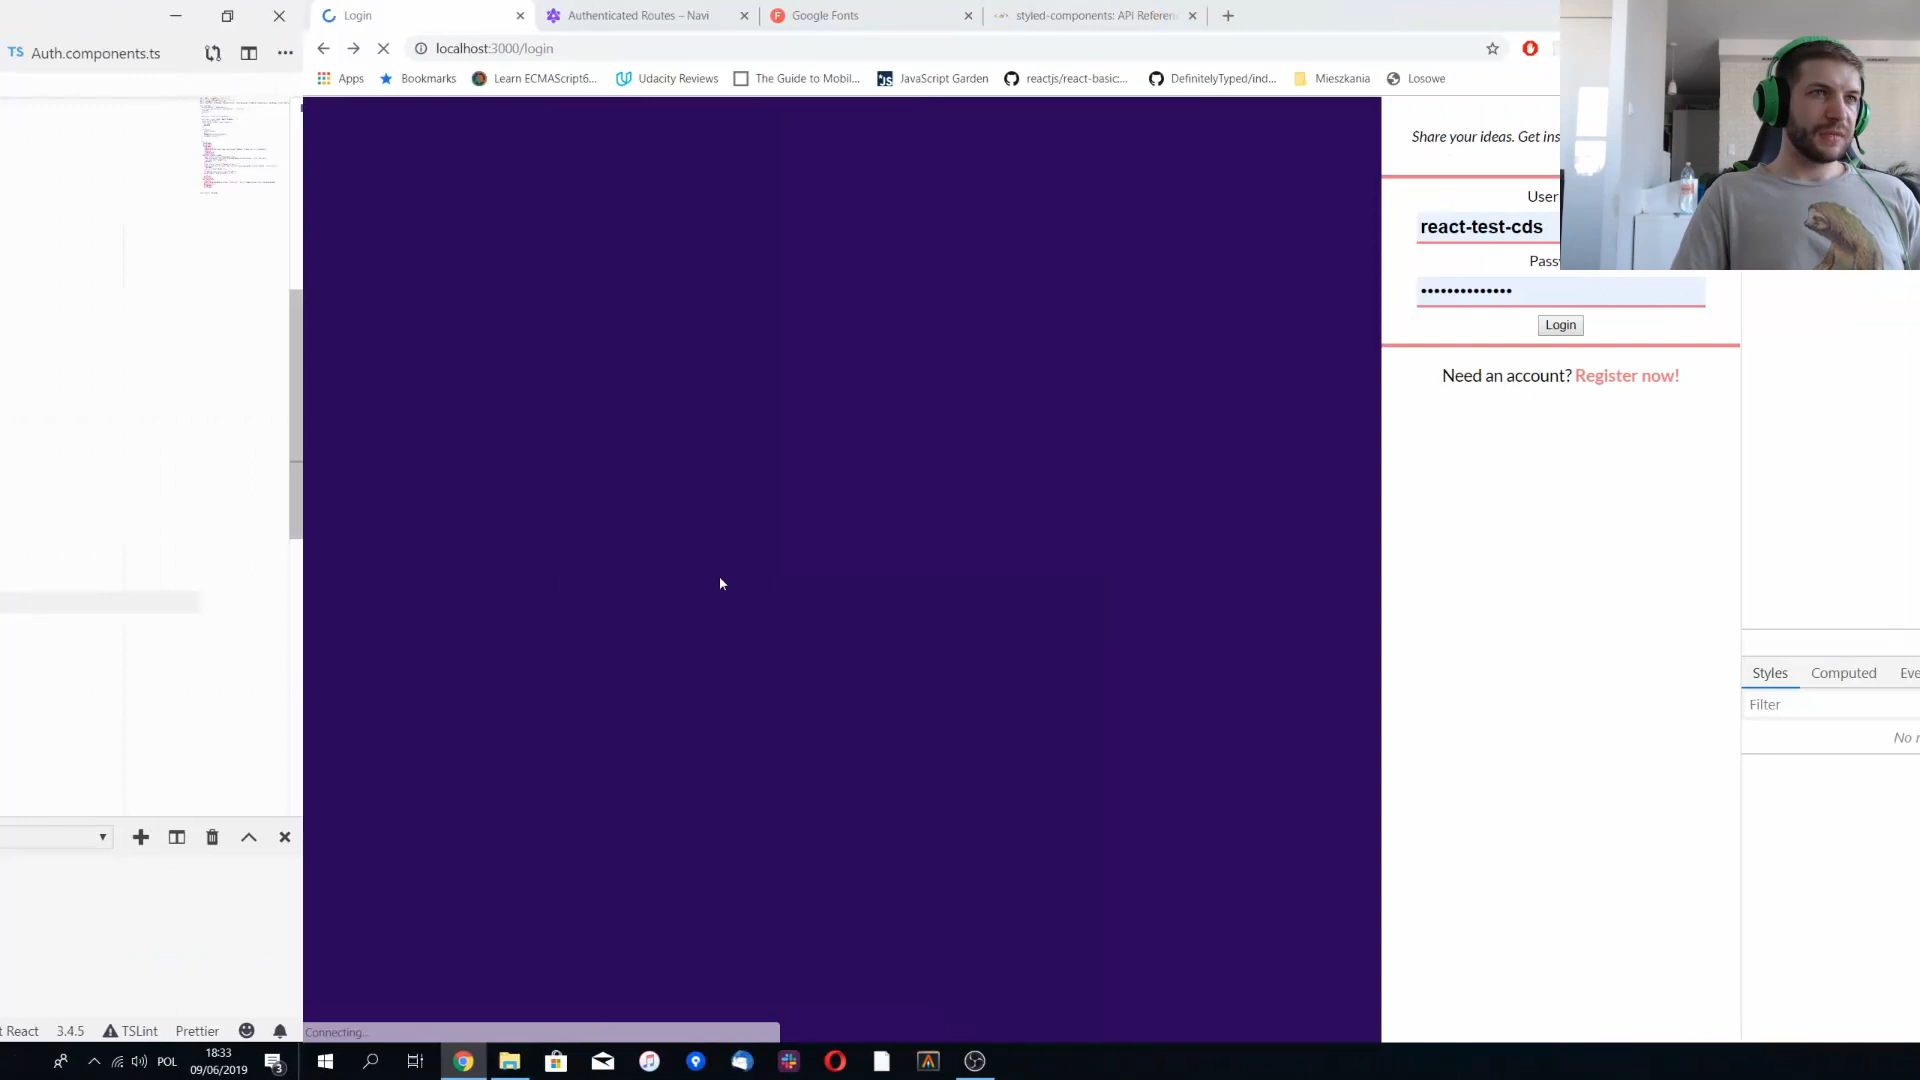 TS Auth.components.ts
Login
Authenticated Routes – Navi
Google Fonts
styled-components: API Referen
localhost:3000/login
Apps
Bookmarks
Learn ECMAScript6...
Udacity Reviews
The Guide to Mobil...
JavaScript Garden
reactjs/react-basic:...
DefinitelyTyped/ind...
Mieszkania
Losowe
Share your ideas. Get ins
User
react-test-cds
Pass
••••••••••••••
Login
Need an account? Register now!
Styles
Computed
Eve
Filter
No r
Connecting...
t React
3.4.5
TSLint
Prettier
POL
18:33
09/06/2019
3